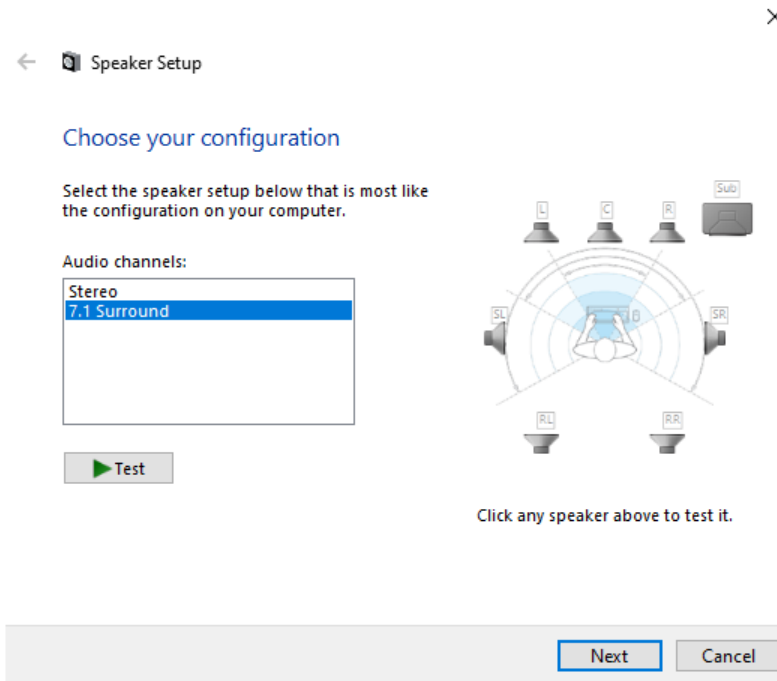 Speaker Setup
Choose your configuration
Select the speaker setup below that is most like
the configuration on your computer.
Audio channels:
Stereo
7.1 Surround
Test
L
C
R
Sub
SL
SR
RL
RR
Click any speaker above to test it.
Next
Cancel